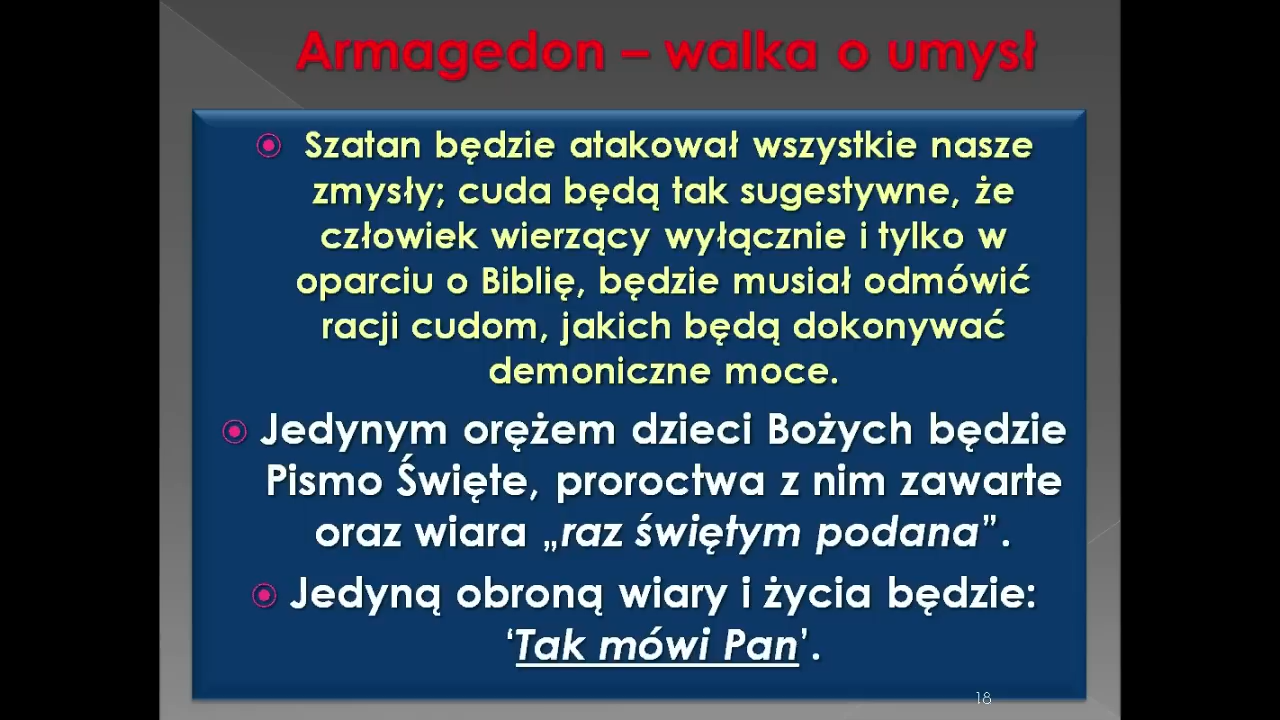 Armagedon – walka o umysł
Szatan będzie atakował wszystkie nasze
zmysły; cuda będą tak sugestywne, że
człowiek wierzący wyłącznie i tylko w
oparciu o Biblię, będzie musiał odmówić
racji cudom, jakich będą dokonywać
demoniczne moce.
Jedynym orężem dzieci Bożych będzie
Pismo Święte, proroctwa z nim zawarte
oraz wiara „raz świętym podana”.
Jedyną obroną wiary i życia będzie:
‘Tak mówi Pan’.
18